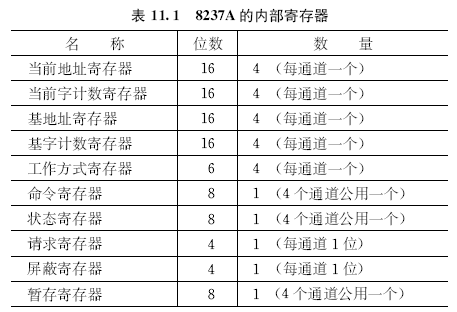 表 11.1 8237A 的内部寄存器
名 称 位数 数 量
当前地址寄存器 16 4 （每通道一个）
当前字计数寄存器 16 4 （每通道一个）
基地址寄存器 16 4 （每通道一个）
基字计数寄存器 16 4 （每通道一个）
工作方式寄存器 6 4 （每通道一个）
命令寄存器 8 1 （4 个通道公用一个）
状态寄存器 8 1 （4 个通道公用一个）
请求寄存器 4 1 （每通道 1 位）
屏蔽寄存器 4 1 （每通道 1 位）
暂存寄存器 8 1 （4 个通道公用一个）